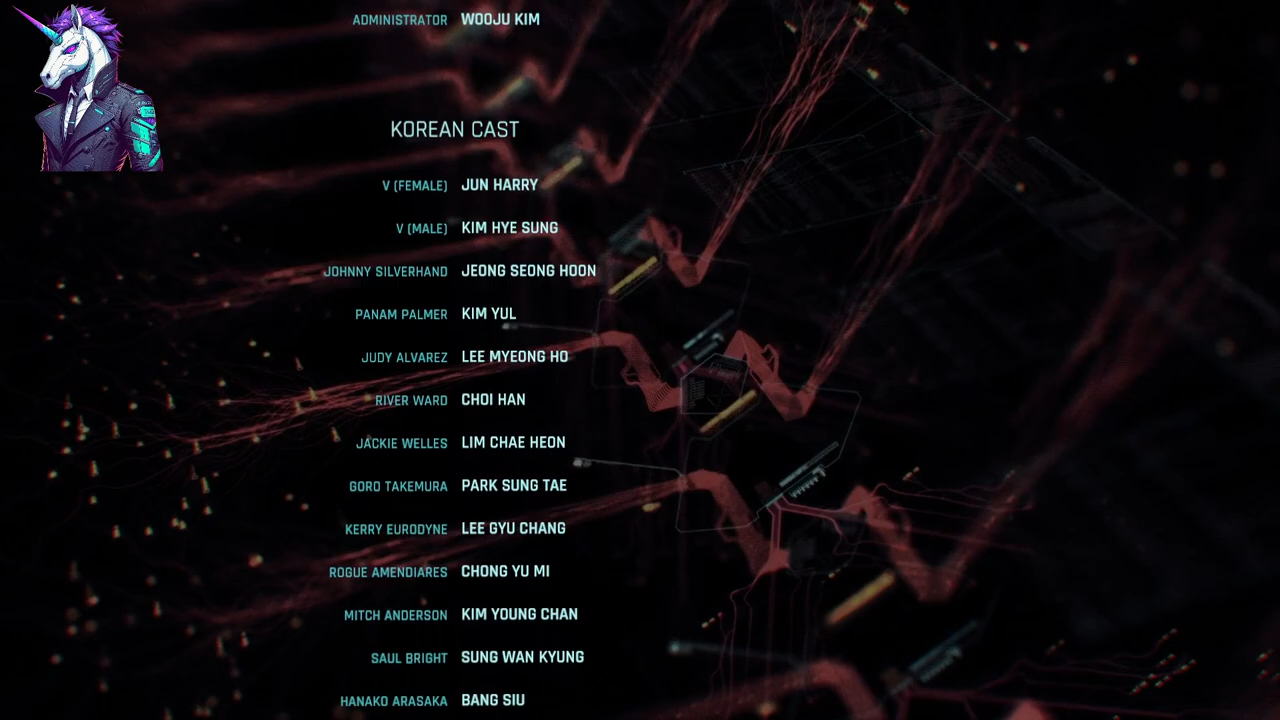 ADMINISTRATOR WOOJU KIM
KOREAN CAST
V (FEMALE) JUN HARRY
V (MALE) KIM HYE SUNG
JOHNNY SILVERHAND JEONG SEONG HOON
PANAM PALMER KIM YUL
JUDY ALVAREZ LEE MYEONG HO
RIVER WARD CHOI HAN
JACKIE WELLES LIM CHAE HEON
GORO TAKEMURA PARK SUNG TAE
KERRY EURODYNE LEE GYU CHANG
ROGUE AMENDIARES CHONG YU MI
MITCH ANDERSON KIM YOUNG CHAN
SAUL BRIGHT SUNG WAN KYUNG
HANAKO ARASAKA BANG SIU